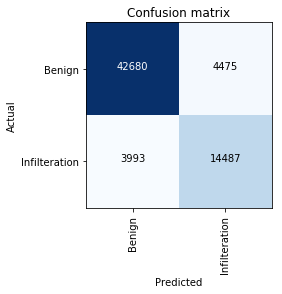 Confusion matrix
Benign
42680
4475
Actual
Infilteration
3993
14487
Benign
Infilteration
Predicted